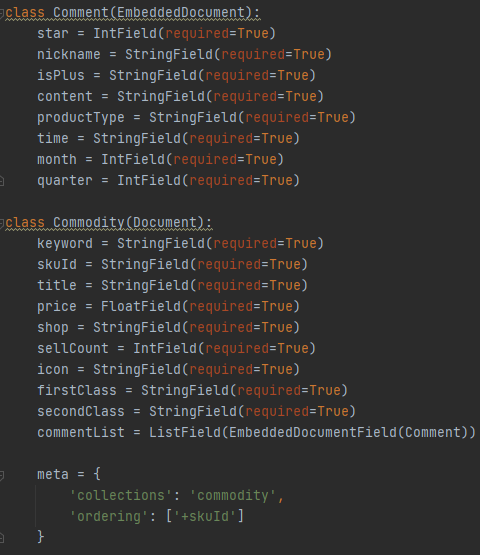 class Comment(EmbeddedDocument):
    star = IntField(required=True)
    nickname = StringField(required=True)
    isPlus = StringField(required=True)
    content = StringField(required=True)
    productType = StringField(required=True)
    time = StringField(required=True)
    month = IntField(required=True)
    quarter = IntField(required=True)

class Commodity(Document):
    keyword = StringField(required=True)
    skuId = StringField(required=True)
    title = StringField(required=True)
    price = FloatField(required=True)
    shop = StringField(required=True)
    sellCount = IntField(required=True)
    icon = StringField(required=True)
    firstClass = StringField(required=True)
    secondClass = StringField(required=True)
    commentList = ListField(EmbeddedDocumentField(Comment))

    meta = {
        'collections': 'commodity',
        'ordering': ['+skuId']
    }